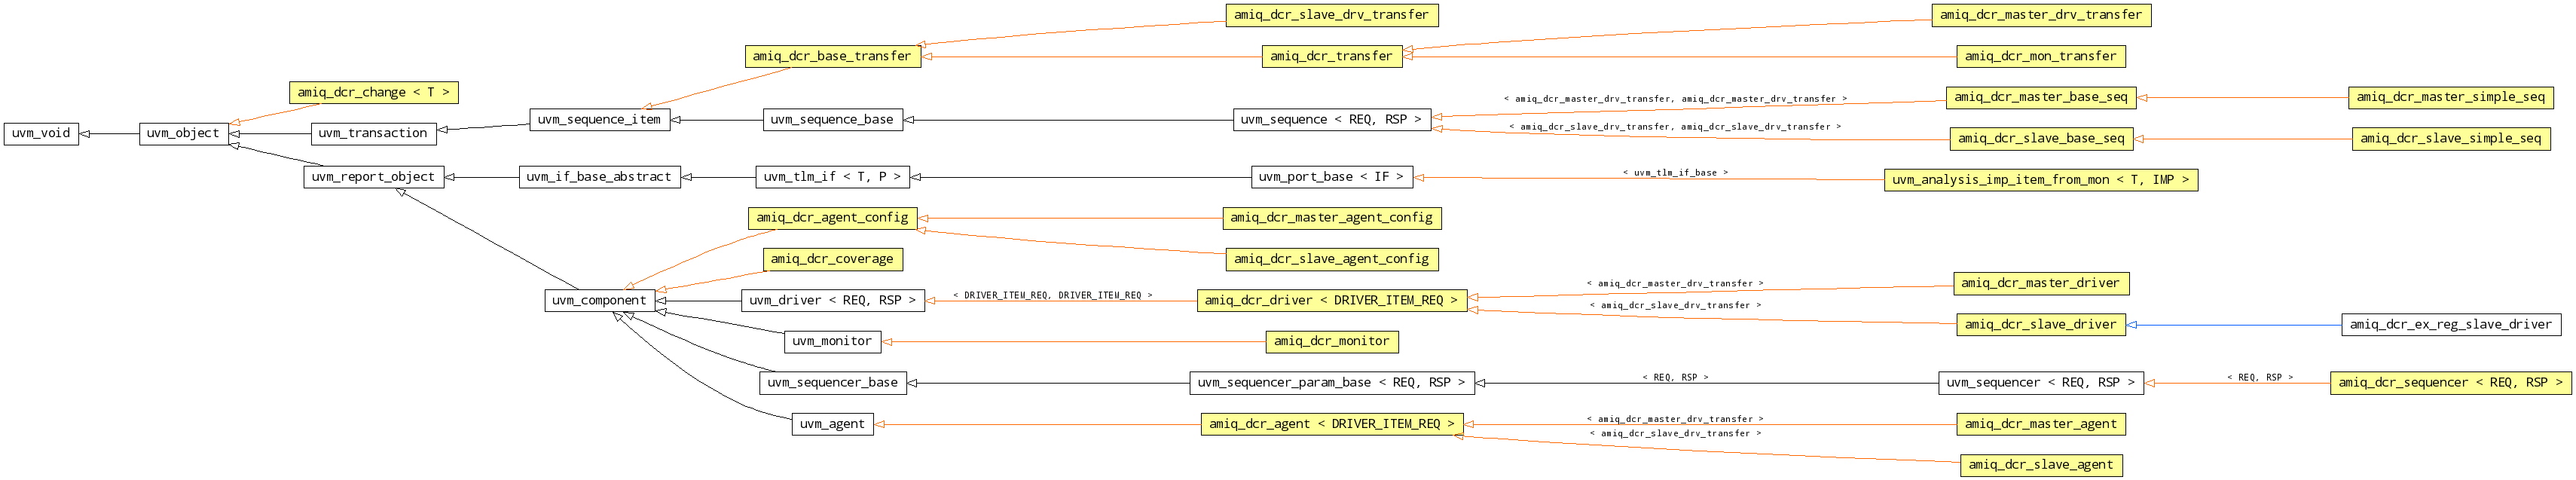 amiq_dcr_slave_drv_transfer
amiq_dcr_master_drv_transfer
amiq_dcr_base_transfer
amiq_dcr_transfer
amiq_dcr_mon_transfer
amiq_dcr_change < T >
< amiq_dcr_master_drv_transfer, amiq_dcr_master_drv_transfer >
amiq_dcr_master_base_seq
amiq_dcr_master_simple_seq
uvm_void
uvm_object
uvm_transaction
uvm_sequence_item
uvm_sequence_base
uvm_sequence < REQ, RSP >
< amiq_dcr_slave_drv_transfer, amiq_dcr_slave_drv_transfer >
amiq_dcr_slave_base_seq
amiq_dcr_slave_simple_seq
uvm_report_object
uvm_if_base_abstract
uvm_tlm_if < T, P >
uvm_port_base < IF >
< uvm_tlm_if_base >
uvm_analysis_imp_item_from_mon < T, IMP >
amiq_dcr_agent_config
amiq_dcr_master_agent_config
amiq_dcr_coverage
amiq_dcr_slave_agent_config
uvm_component
uvm_driver < REQ, RSP >
< DRIVER_ITEM_REQ, DRIVER_ITEM_REQ >
amiq_dcr_driver < DRIVER_ITEM_REQ >
< amiq_dcr_master_drv_transfer >
amiq_dcr_master_driver
< amiq_dcr_slave_drv_transfer >
amiq_dcr_slave_driver
amiq_dcr_ex_reg_slave_driver
uvm_monitor
amiq_dcr_monitor
uvm_sequencer_base
uvm_sequencer_param_base < REQ, RSP >
< REQ, RSP >
uvm_sequencer < REQ, RSP >
< REQ, RSP >
amiq_dcr_sequencer < REQ, RSP >
uvm_agent
amiq_dcr_agent < DRIVER_ITEM_REQ >
< amiq_dcr_master_drv_transfer >
amiq_dcr_master_agent
< amiq_dcr_slave_drv_transfer >
amiq_dcr_slave_agent